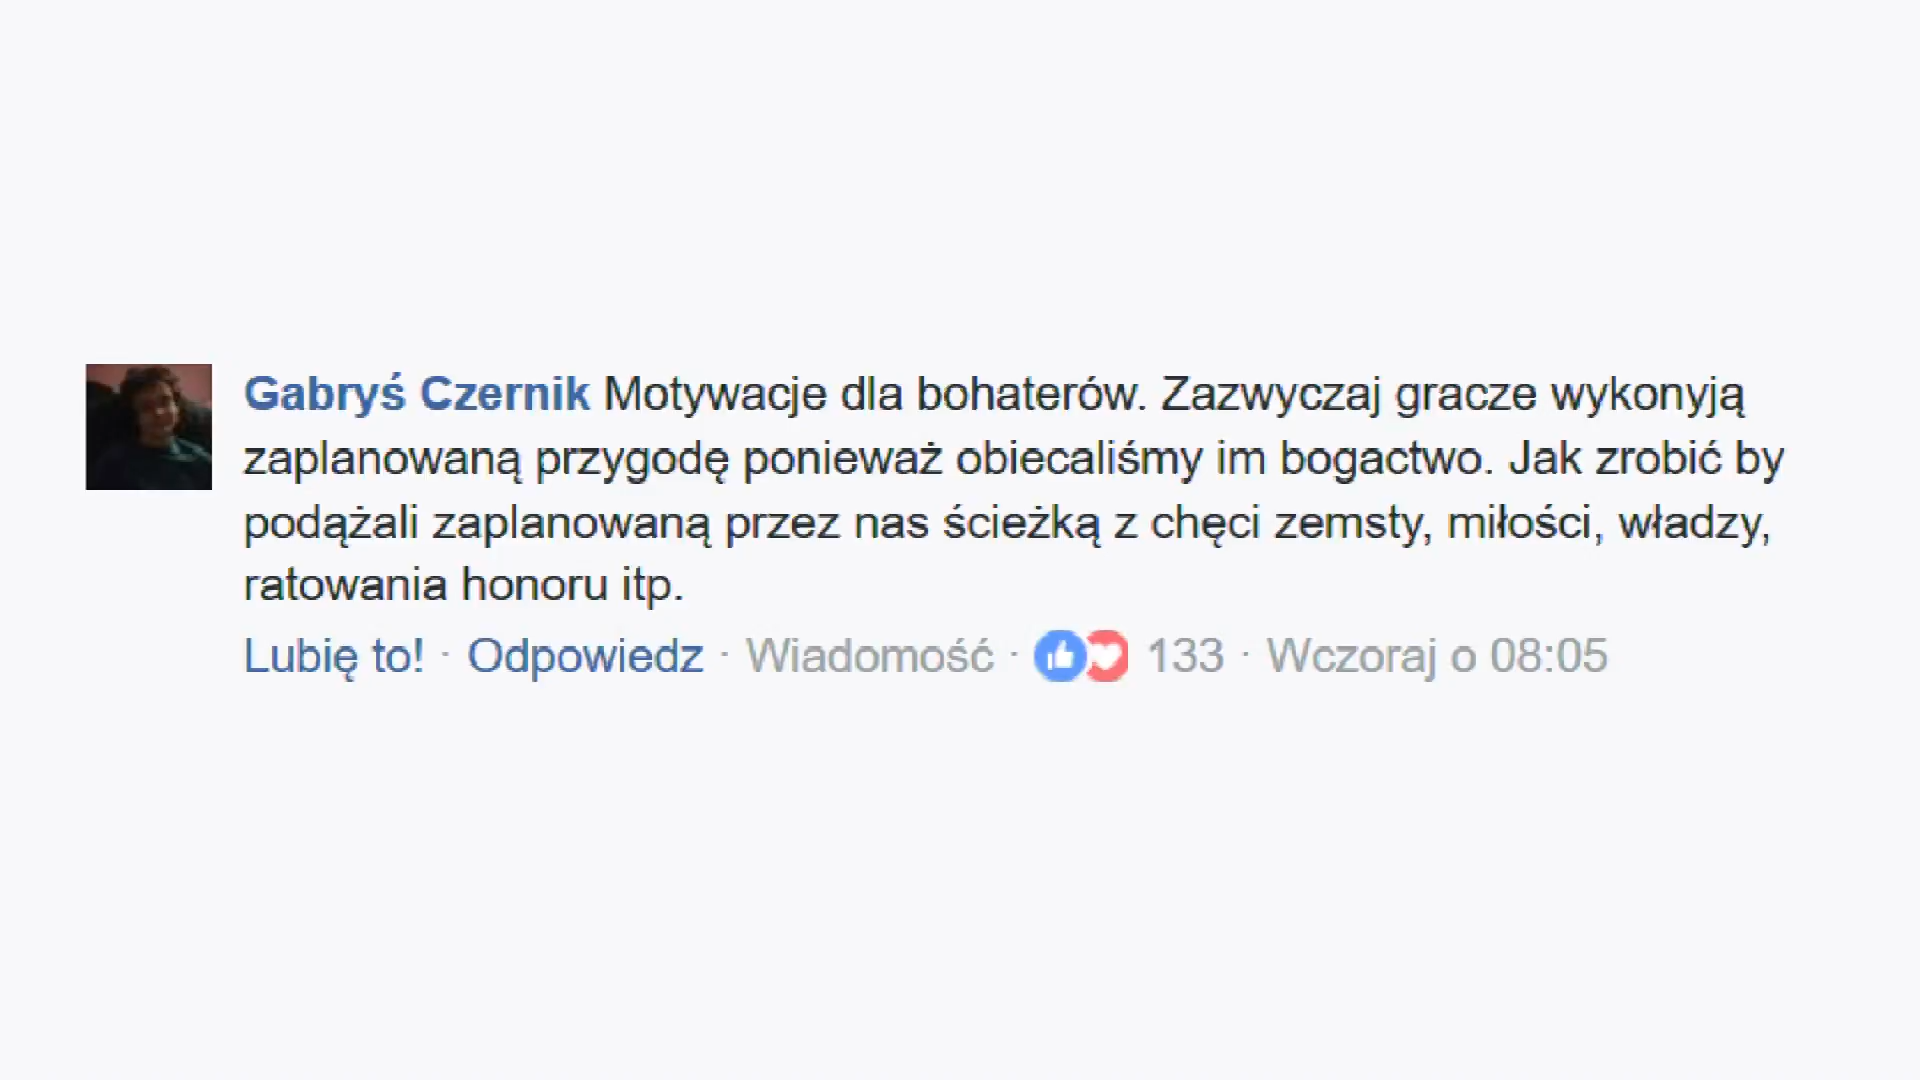 Gabryś Czernik Motywacje dla bohaterów. Zazwyczaj gracze wykonyją
zaplanowaną przygodę ponieważ obiecaliśmy im bogactwo. Jak zrobić by
podążali zaplanowaną przez nas ścieżką z chęci zemsty, miłości, władzy,
ratowania honoru itp.
Lubię to! · Odpowiedz · Wiadomość · 133 · Wczoraj o 08:05